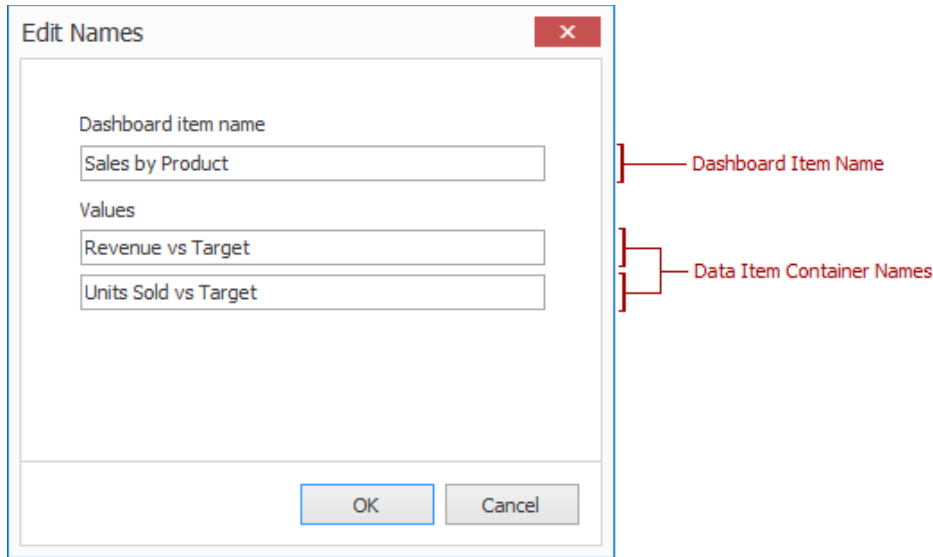 Edit Names
Dashboard item name
Sales by Product
Dashboard Item Name
Values
Revenue vs Target
Data Item Container Names
Units Sold vs Target
OK
Cancel